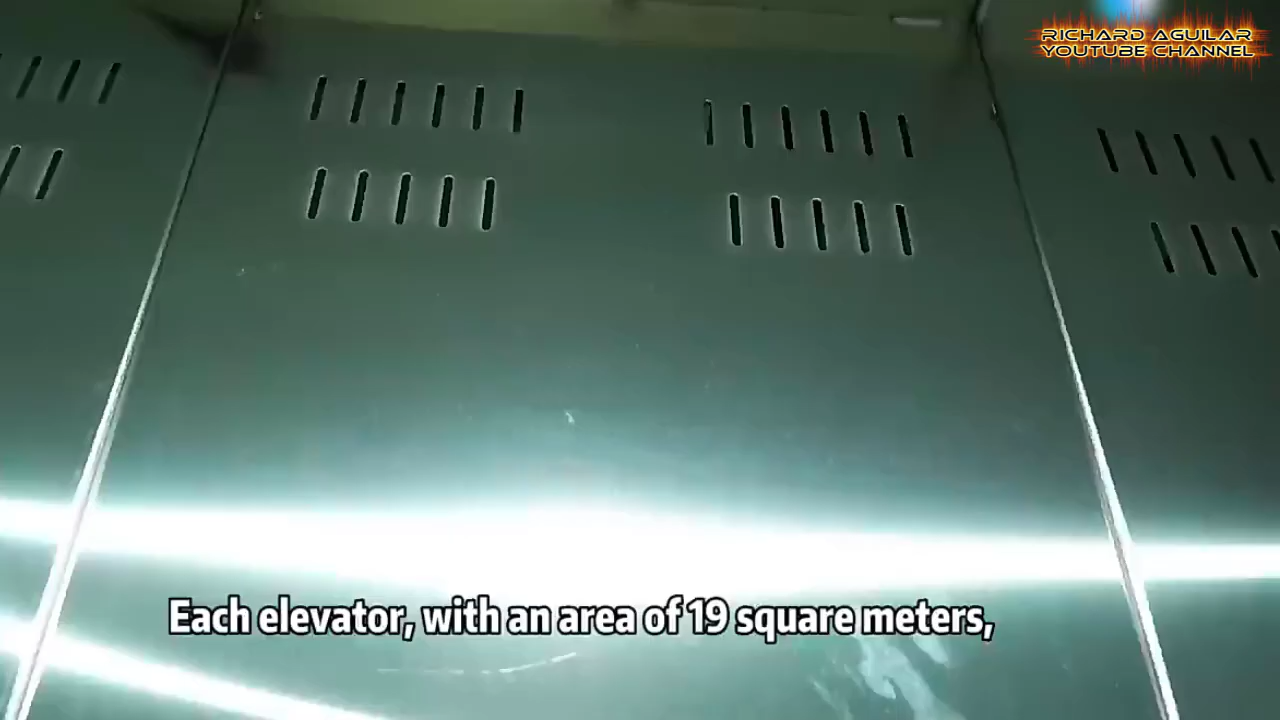 RICHARD AGUILAR
YOUTUBE CHANNEL
Each elevator, with an area of 19 square meters,